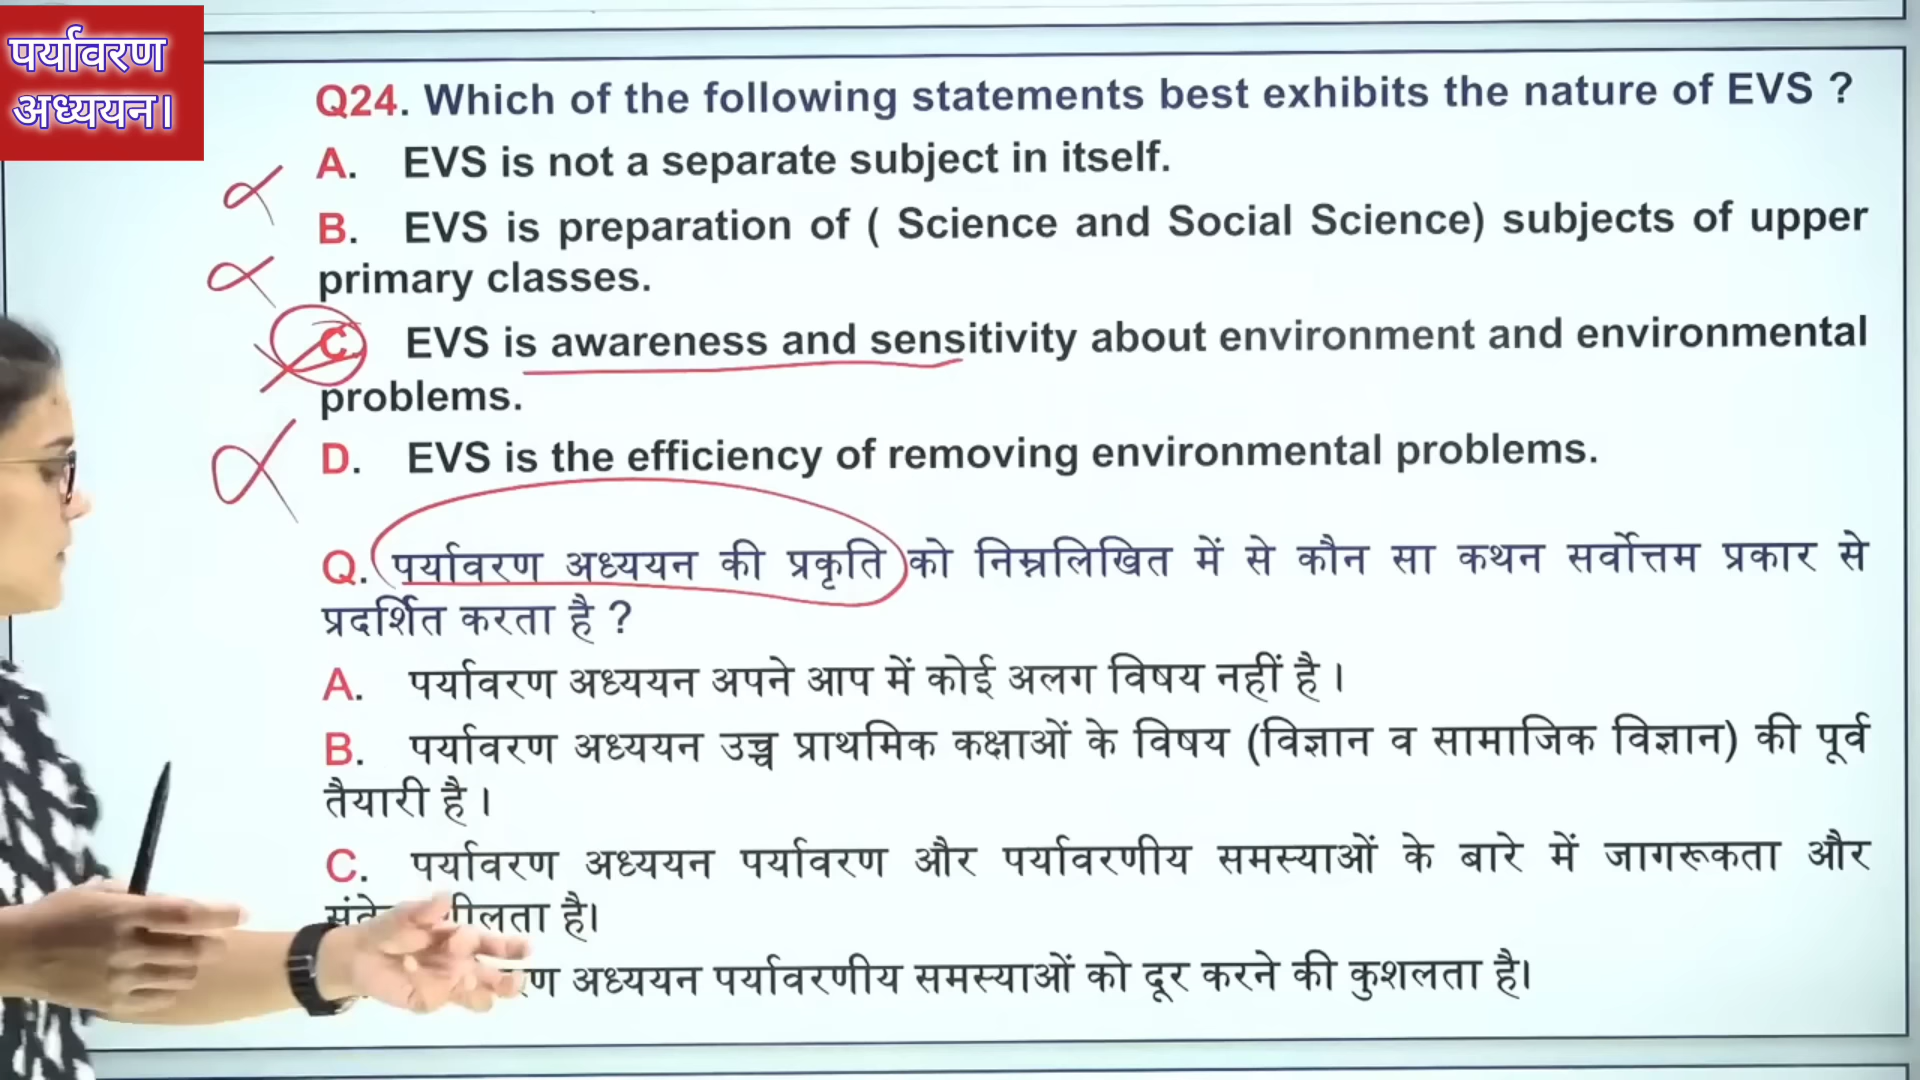 पर्यावरण
अध्ययन।
Q24. Which of the following statements best exhibits the nature of EVS ?
A. EVS is not a separate subject in itself.
B. EVS is preparation of ( Science and Social Science) subjects of upper
primary classes.
C. EVS is awareness and sensitivity about environment and environmental
problems.
D. EVS is the efficiency of removing environmental problems.
Q. पर्यावरण अध्ययन की प्रकृति को निम्नलिखित में से कौन सा कथन सर्वोत्तम प्रकार से
प्रदर्शित करता है ?
A. पर्यावरण अध्ययन अपने आप में कोई अलग विषय नहीं है ।
B. पर्यावरण अध्ययन उच्च प्राथमिक कक्षाओं के विषय (विज्ञान व सामाजिक विज्ञान) की पूर्व
तैयारी है ।
C. पर्यावरण अध्ययन पर्यावरण और पर्यावरणीय समस्याओं के बारे में जागरूकता और
है।
अध्ययन पर्यावरणीय समस्याओं को दूर करने की कुशलता है।